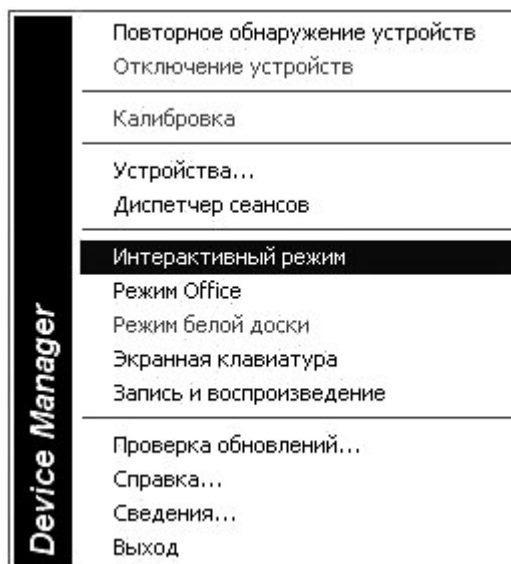 Повторное обнаружение устройств
Отключение устройств
Калибровка
Устройства...
Диспетчер сеансов
Интерактивный режим
Режим Office
Режим белой доски
Экранная клавиатура
Запись и воспроизведение
Проверка обновлений...
Справка...
Сведения...
Выход
Device Manager